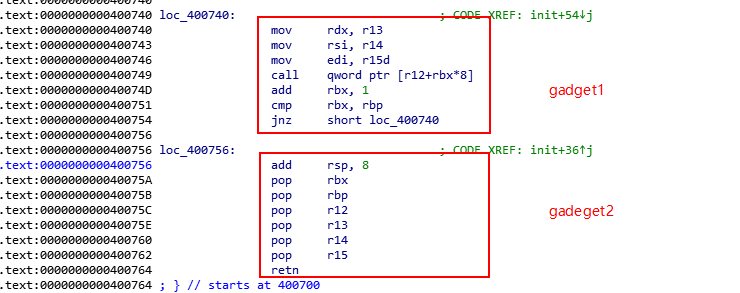 .text:0000000000400740
.text:0000000000400740 loc_400740: ; CODE XREF: init+54↓j
.text:0000000000400740 mov rdx, r13
.text:0000000000400743 mov rsi, r14
.text:0000000000400746 mov edi, r15d
.text:0000000000400749 call qword ptr [r12+rbx*8]
.text:000000000040074D add rbx, 1
.text:0000000000400751 cmp rbx, rbp
.text:0000000000400754 jnz short loc_400740
.text:0000000000400756
.text:0000000000400756 loc_400756: ; CODE XREF: init+36↑j
.text:0000000000400756 add rsp, 8
.text:000000000040075A pop rbx
.text:000000000040075B pop rbp
.text:000000000040075C pop r12
.text:000000000040075E pop r13
.text:0000000000400760 pop r14
.text:0000000000400762 pop r15
.text:0000000000400764 retn
.text:0000000000400764 ; } // starts at 400700
gadget1
gadeget2